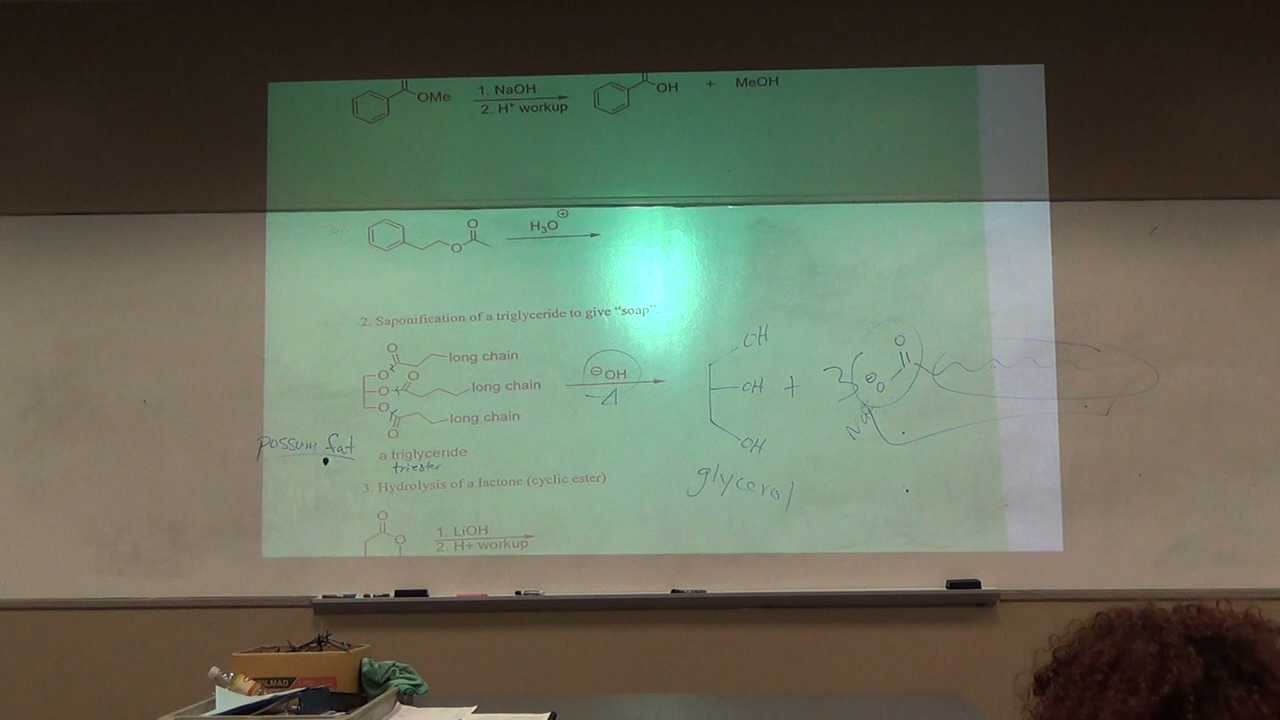 OMe 1. NaOH 2. H⁺ workup OH + MeOH
O O H₃O⊕
2. Saponification of a triglyceride to give “soap”
O long chain
O O long chain
O long chain
O
⊖OH
Δ
OH
OH + 3
OH
O
⊖O
Na
possum fat
a triglyceride
triester
glycerol
3. Hydrolysis of a lactone (cyclic ester)
O
O
1. LiOH
2. H+ workup